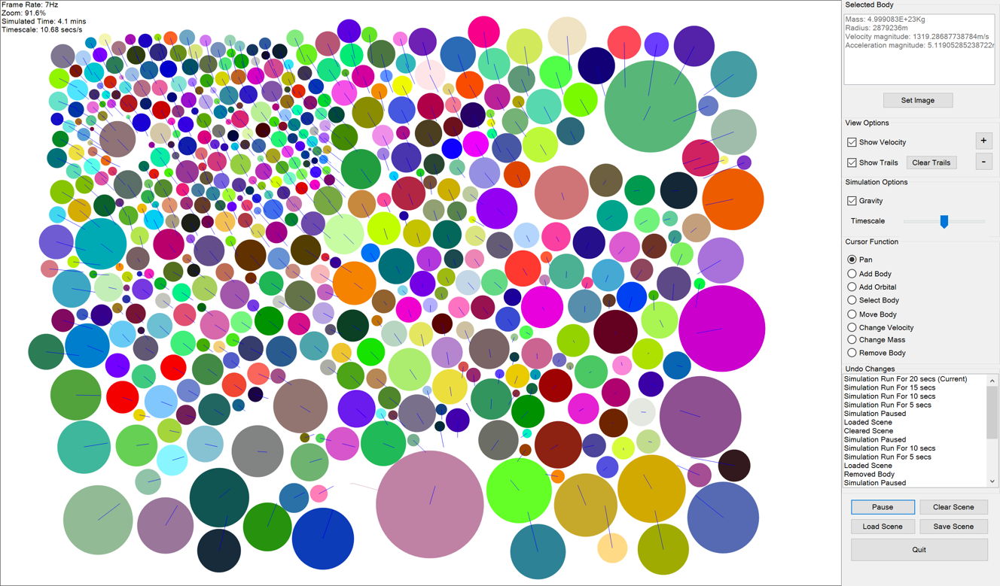 Frame Rate: 7Hz
Zoom: 91.6%
Simulated Time: 4.1 mins
Timescale: 10.68 secs/s
Selected Body
Mass: 4.999083E+23Kg
Radius: 2879236m
Velocity magnitude: 1319.28687738784m/s
Acceleration magnitude: 5.11905285238722r
Set Image
View Options
Show Velocity
+
Show Trails
Clear Trails
-
Simulation Options
Gravity
Timescale
Cursor Function
Pan
Add Body
Add Orbital
Select Body
Move Body
Change Velocity
Change Mass
Remove Body
Undo Changes
Simulation Run For 20 secs (Current)
Simulation Run For 15 secs
Simulation Run For 10 secs
Simulation Run For 5 secs
Simulation Paused
Loaded Scene
Cleared Scene
Simulation Paused
Simulation Run For 10 secs
Simulation Run For 5 secs
Loaded Scene
Removed Body
Simulation Paused
Pause
Clear Scene
Load Scene
Save Scene
Quit